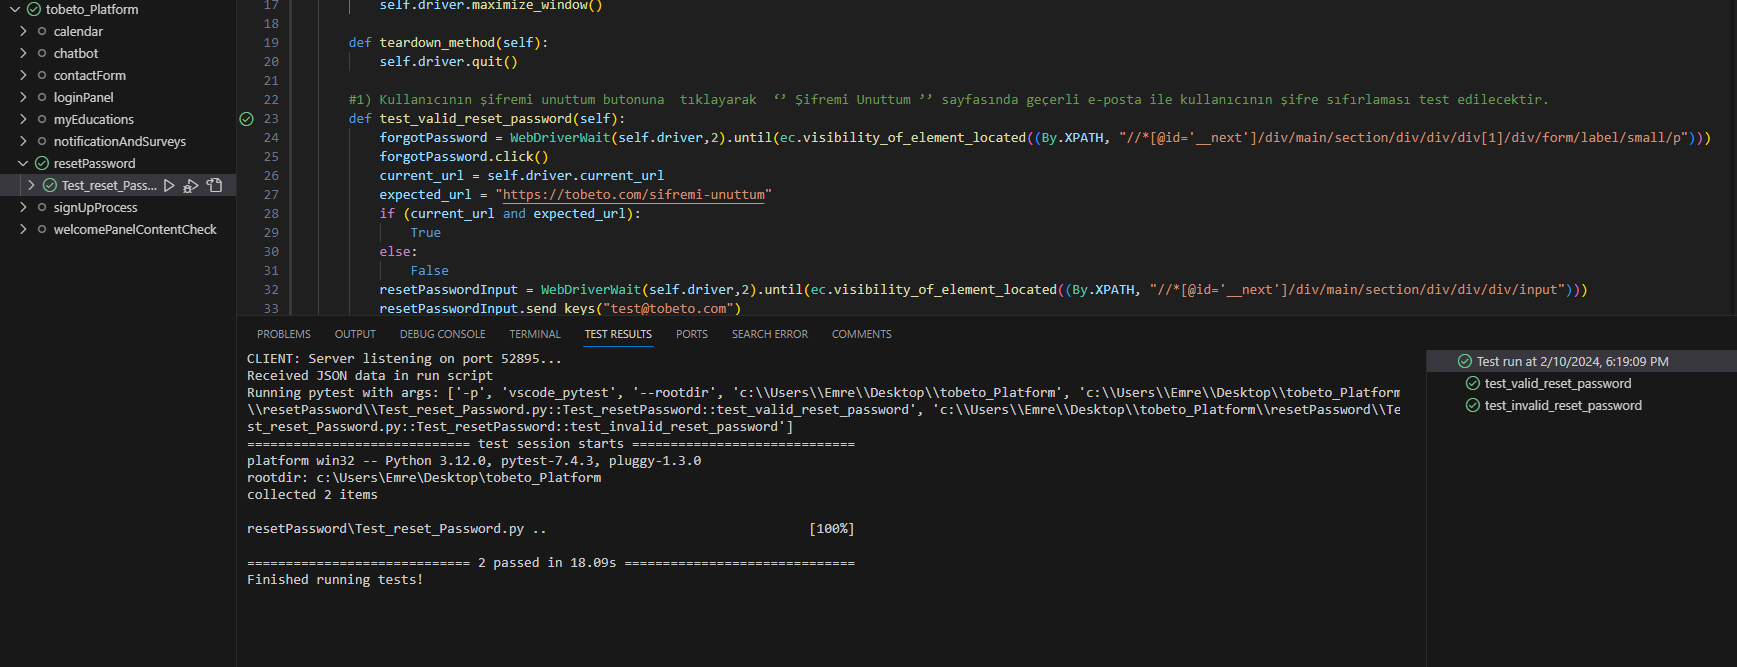 tobeto_Platform
calendar
chatbot
contactForm
loginPanel
myEducations
notificationAndSurveys
resetPassword
Test_reset_Pass...
signUpProcess
welcomePanelContentCheck
17 self.driver.maximize_window()
18
19 def teardown_method(self):
20 self.driver.quit()
21
22 #1) Kullanıcının şifremi unuttum butonuna  tıklayarak  ‘’ Şifremi Unuttum ’’ sayfasında geçerli e-posta ile kullanıcının şifre sıfırlaması test edilecektir.
23 def test_valid_reset_password(self):
24 forgotPassword = WebDriverWait(self.driver,2).until(ec.visibility_of_element_located((By.XPATH, "//*[@id='__next']/div/main/section/div/div/div[1]/div/form/label/small/p")))
25 forgotPassword.click()
26 current_url = self.driver.current_url
27 expected_url = "https://tobeto.com/sifremi-unuttum"
28 if (current_url and expected_url):
29 True
30 else:
31 False
32 resetPasswordInput = WebDriverWait(self.driver,2).until(ec.visibility_of_element_located((By.XPATH, "//*[@id='__next']/div/main/section/div/div/div/input")))
33 resetPasswordInput.send_keys("test@tobeto.com")
PROBLEMS OUTPUT DEBUG CONSOLE TERMINAL TEST RESULTS PORTS SEARCH ERROR COMMENTS
CLIENT: Server listening on port 52895...
Received JSON data in run script
Running pytest with args: ['-p', 'vscode_pytest', '--rootdir', 'c:\\Users\\Emre\\Desktop\\tobeto_Platform', 'c:\\Users\\Emre\\Desktop\\tobeto_Platform
\\resetPassword\\Test_reset_Password.py::Test_resetPassword::test_valid_reset_password', 'c:\\Users\\Emre\\Desktop\\tobeto_Platform\\resetPassword\\Te
st_reset_Password.py::Test_resetPassword::test_invalid_reset_password']
============================= test session starts =============================
platform win32 -- Python 3.12.0, pytest-7.4.3, pluggy-1.3.0
rootdir: c:\Users\Emre\Desktop\tobeto_Platform
collected 2 items
resetPassword\Test_reset_Password.py .. [100%]
============================= 2 passed in 18.09s ==============================
Finished running tests!
Test run at 2/10/2024, 6:19:09 PM
test_valid_reset_password
test_invalid_reset_password